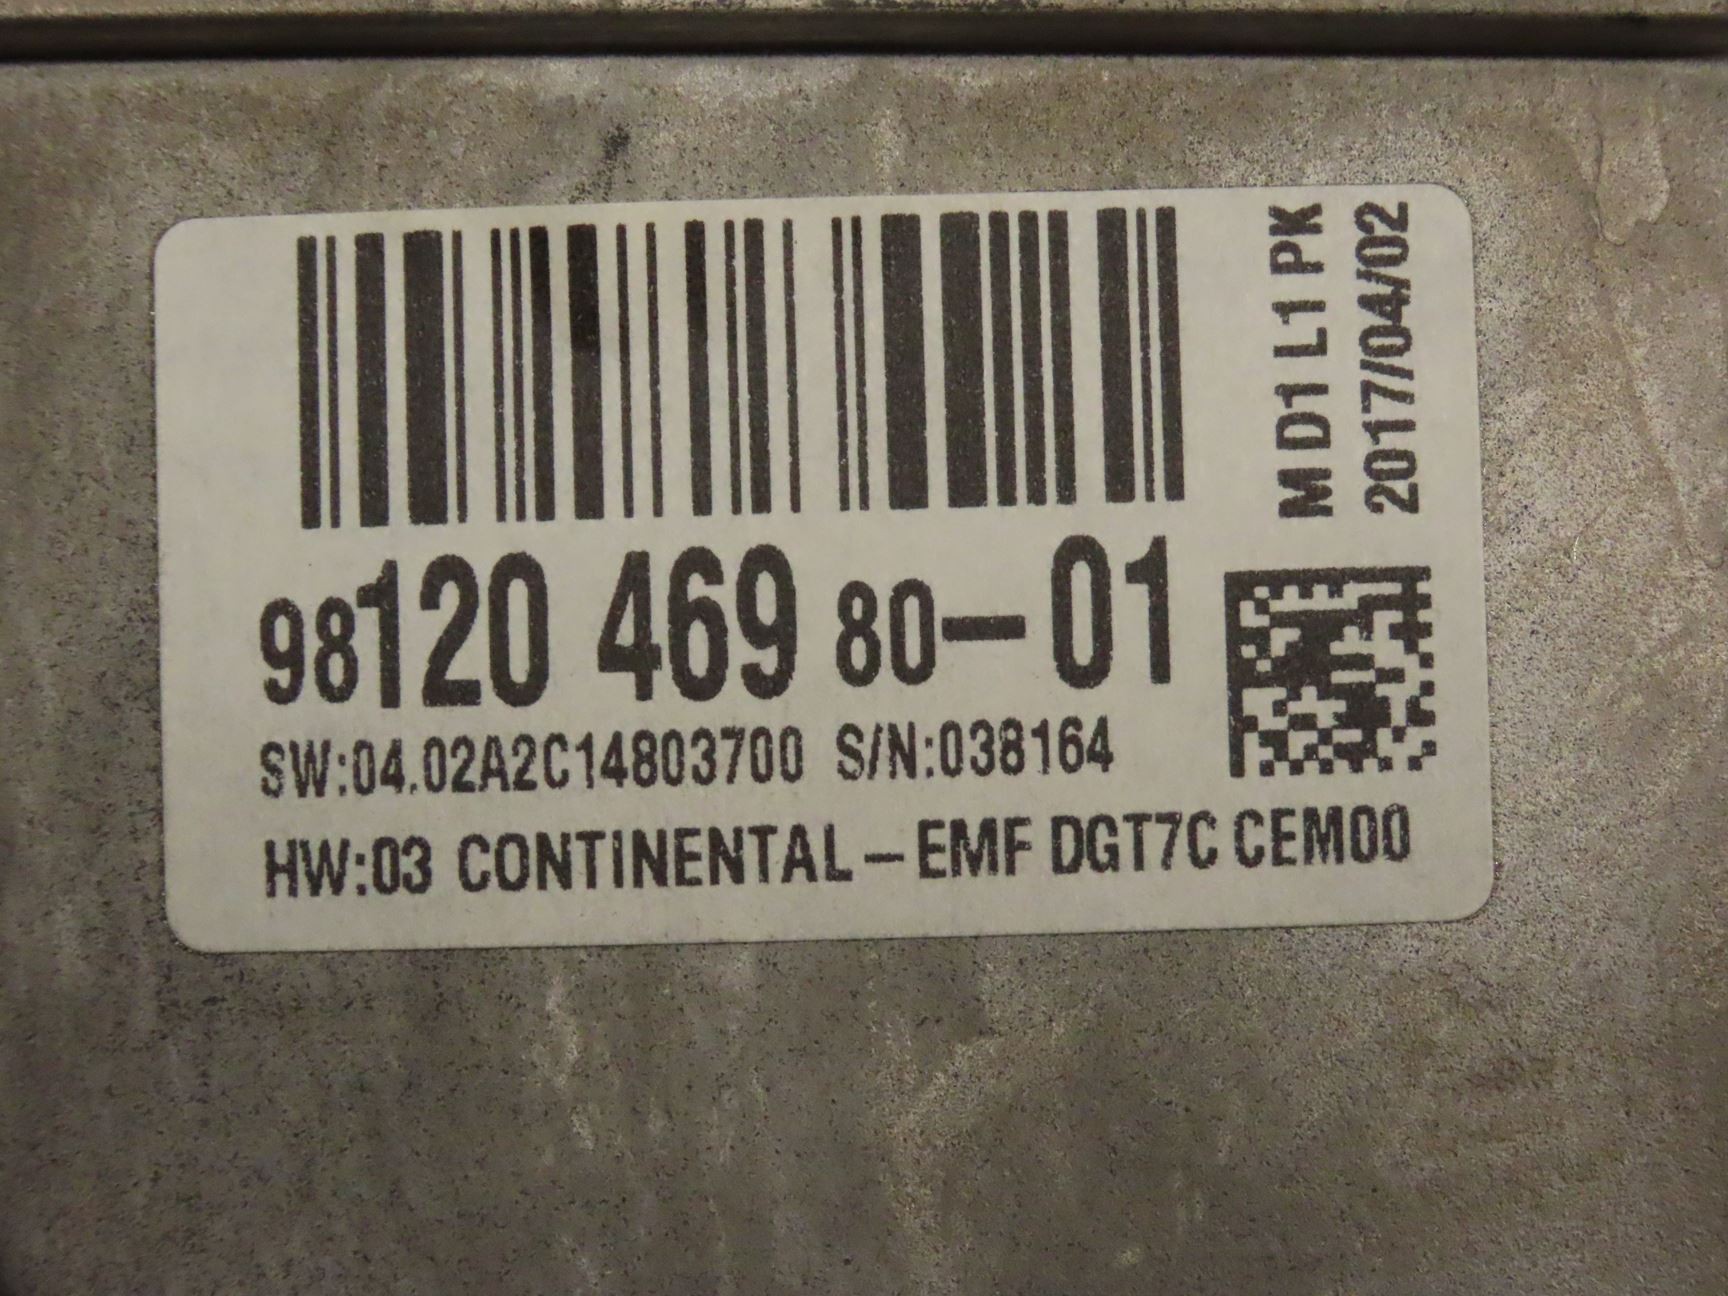 M D1 L1 PK
2017/04/02
98120 469 80-01
SW:04.02A2C14803700 S/N:038164
HW:03 CONTINENTAL-EMF DGT7C CEM00